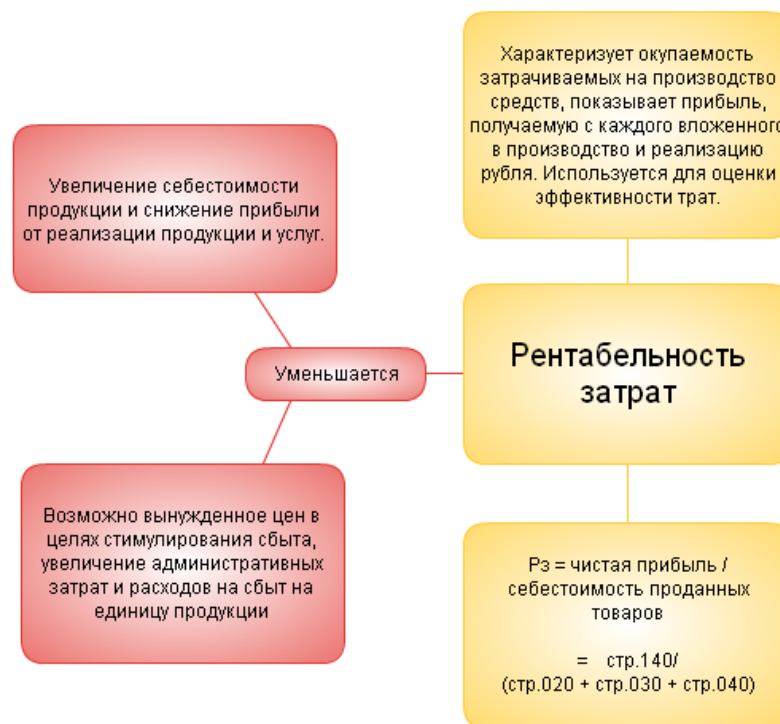 Характеризует окупаемость
затрачиваемых на производство
средств, показывает прибыль,
получаемую с каждого вложенного
в производство и реализацию
рубля. Используется для оценки
эффективности трат.
Увеличение себестоимости
продукции и снижение прибыли
от реализации продукции и услуг.
Уменьшается
Рентабельность
затрат
Возможно вынужденное цен в
целях стимулирования сбыта,
увеличение административных
затрат и расходов на сбыт на
единицу продукции
Рз = чистая прибыль /
себестоимость проданных
товаров
= стр.140/
(стр.020 + стр.030 + стр.040)